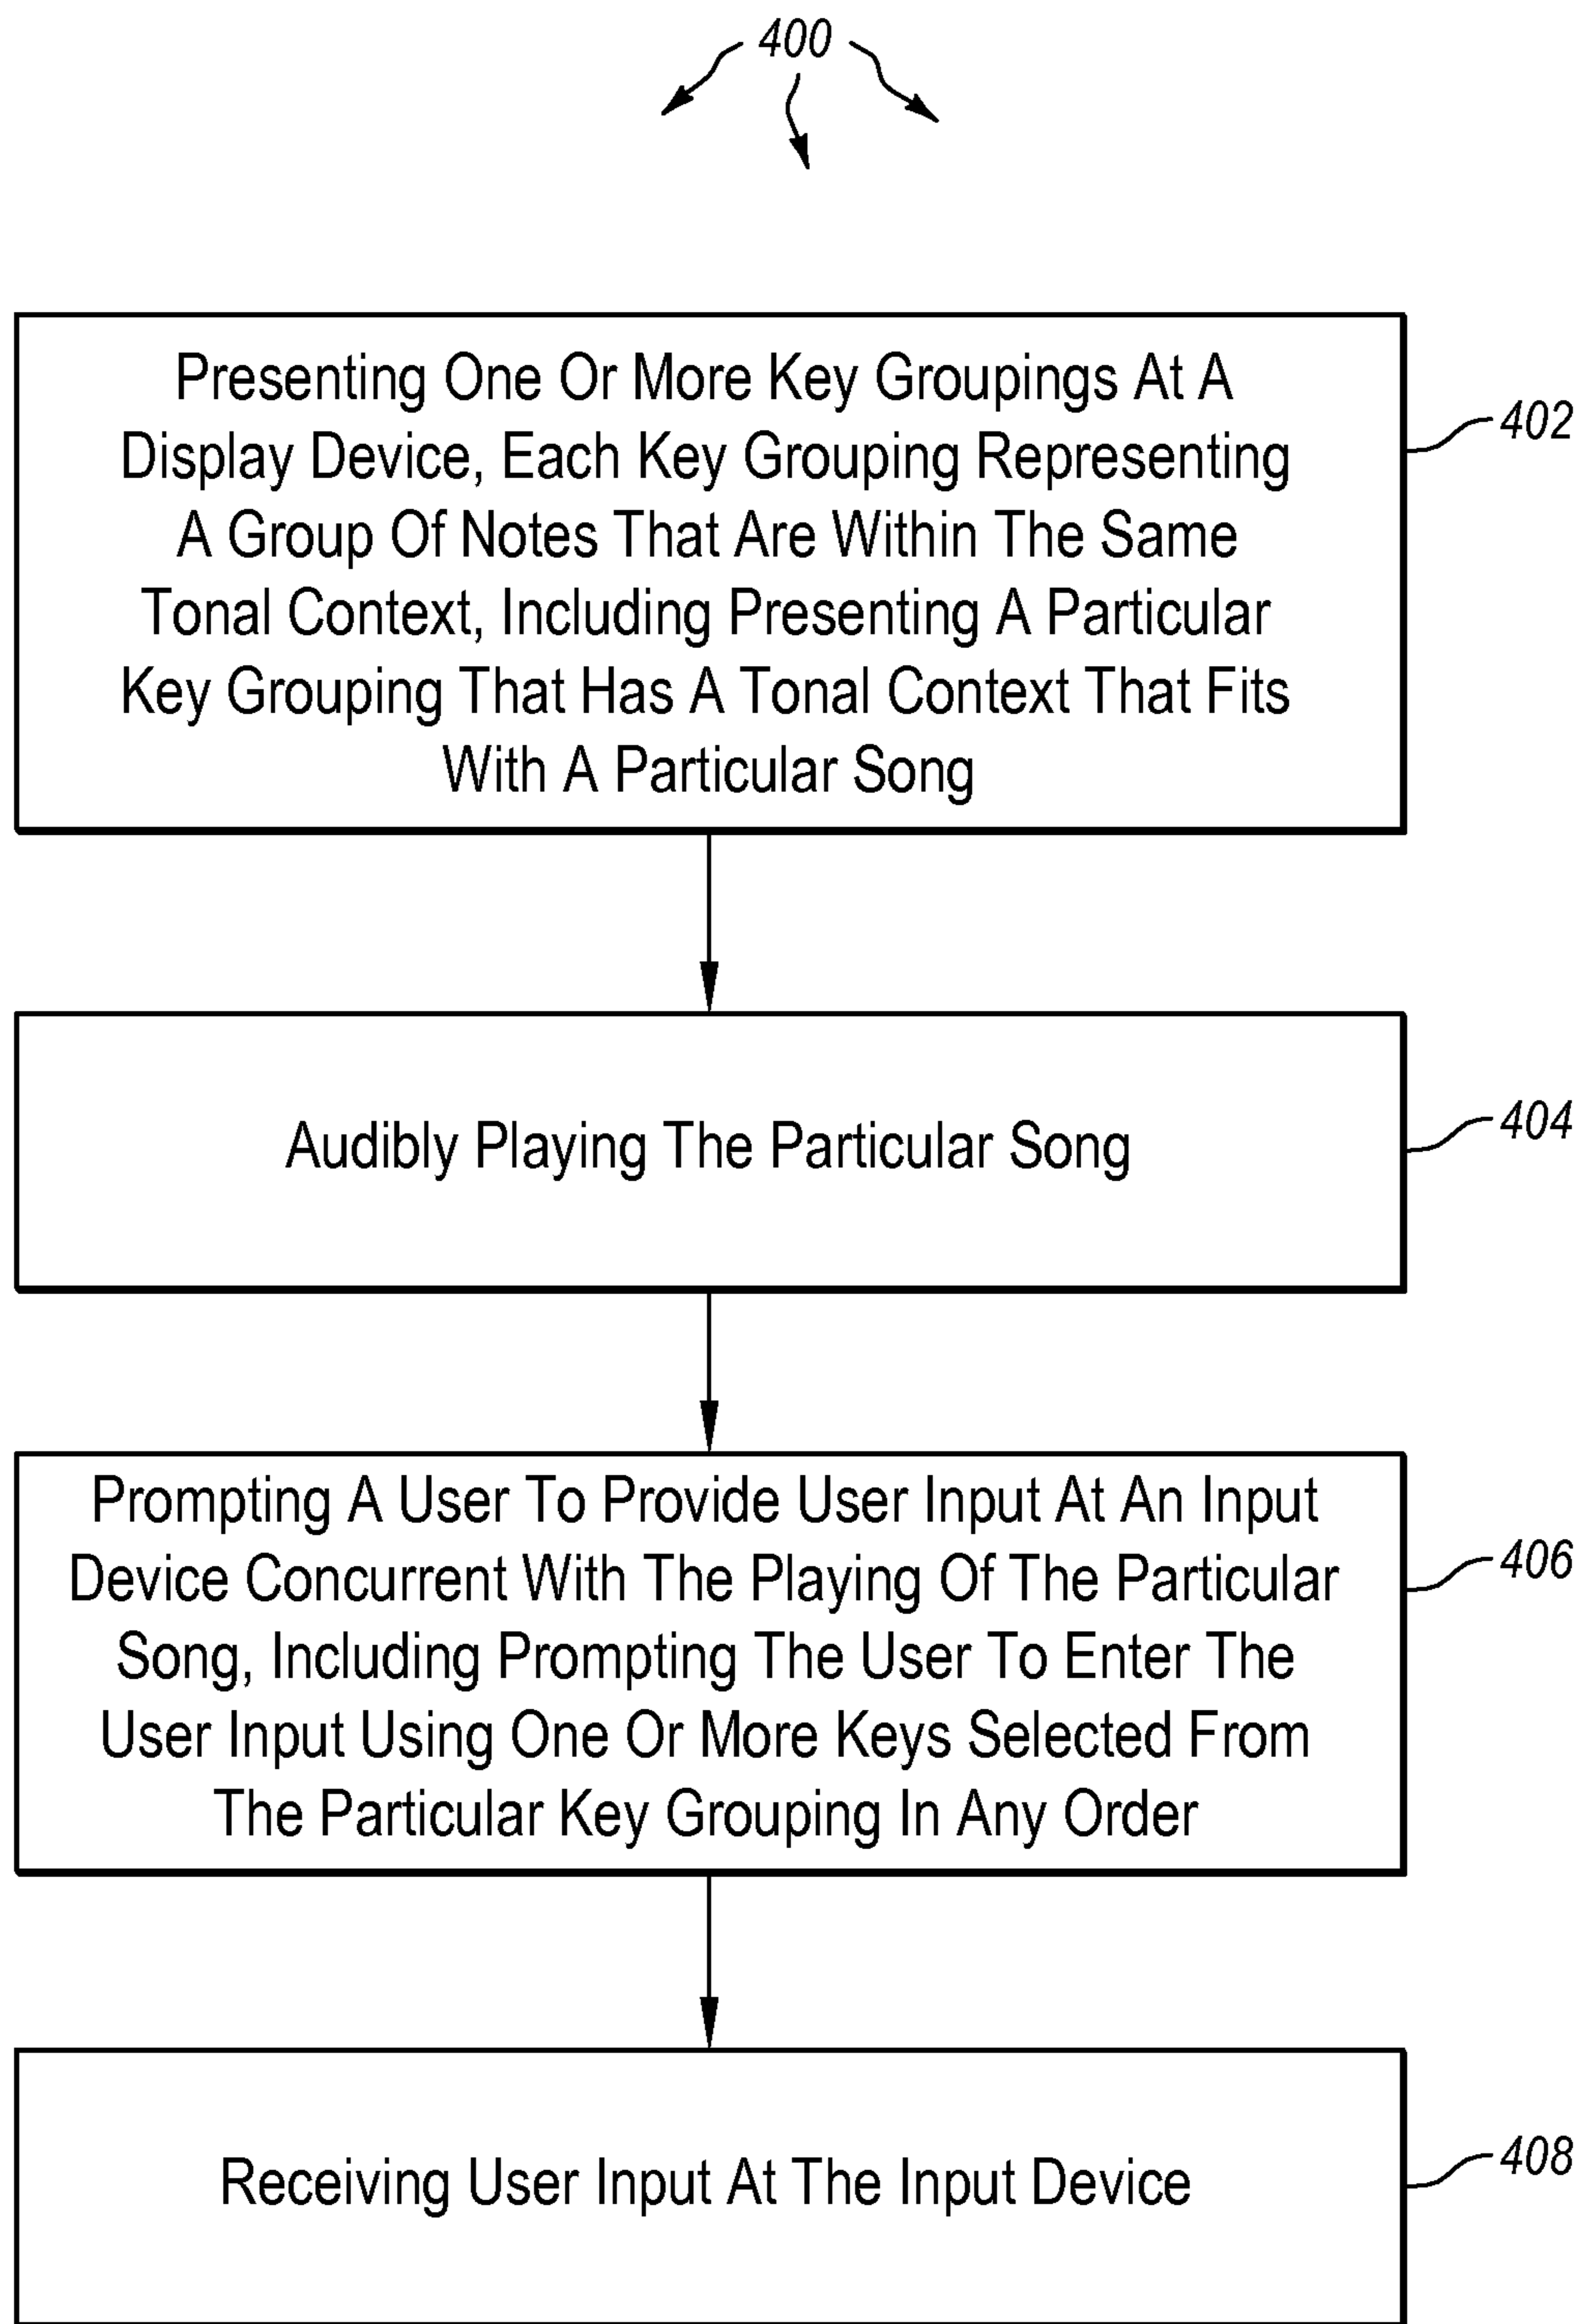 400
Presenting One Or More Key Groupings At A
Display Device, Each Key Grouping Representing
A Group Of Notes That Are Within The Same
Tonal Context, Including Presenting A Particular
Key Grouping That Has A Tonal Context That Fits
With A Particular Song
402
Audibly Playing The Particular Song
404
Prompting A User To Provide User Input At An Input
Device Concurrent With The Playing Of The Particular
Song, Including Prompting The User To Enter The
User Input Using One Or More Keys Selected From
The Particular Key Grouping In Any Order
406
Receiving User Input At The Input Device
408